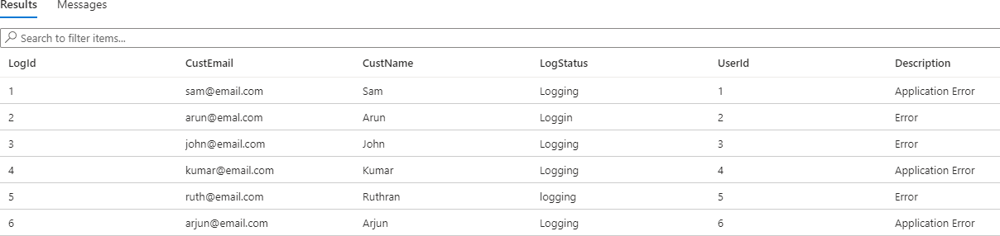 Results Messages
Search to filter items...
LogId CustEmail CustName LogStatus UserId Description
1 sam@email.com Sam Logging 1 Application Error
2 arun@emal.com Arun Loggin 2 Error
3 john@email.com John Logging 3 Error
4 kumar@email.com Kumar Logging 4 Application Error
5 ruth@email.com Ruthran logging 5 Error
6 arjun@email.com Arjun Logging 6 Application Error